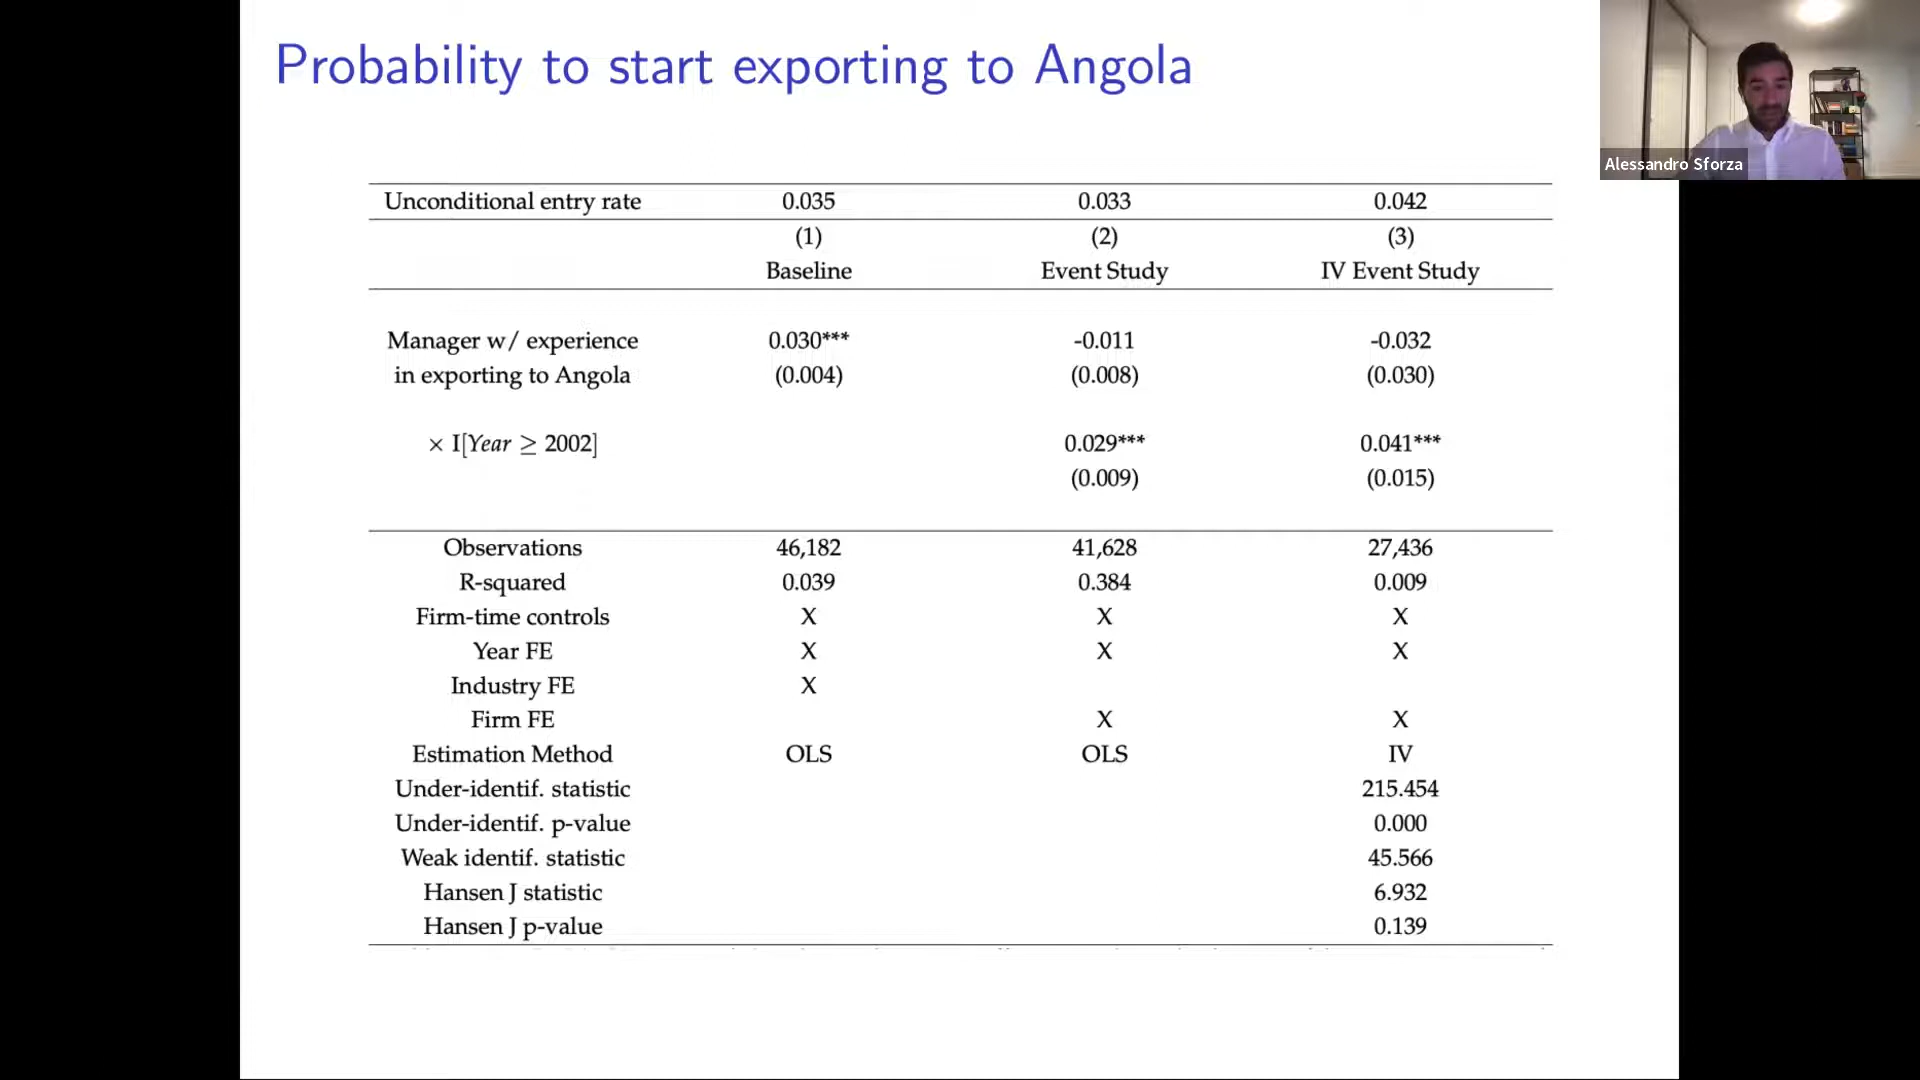 Probability to start exporting to Angola
Alessandro Sforza
Unconditional entry rate 0.035 0.033 0.042
(1) (2) (3)
Baseline Event Study IV Event Study
Manager w/ experience 0.030*** -0.011 -0.032
in exporting to Angola (0.004) (0.008) (0.030)
× I[Year ≥ 2002] 0.029*** 0.041***
(0.009) (0.015)
Observations 46,182 41,628 27,436
R-squared 0.039 0.384 0.009
Firm-time controls X X X
Year FE X X X
Industry FE X
Firm FE X X
Estimation Method OLS OLS IV
Under-identif. statistic 215.454
Under-identif. p-value 0.000
Weak identif. statistic 45.566
Hansen J statistic 6.932
Hansen J p-value 0.139